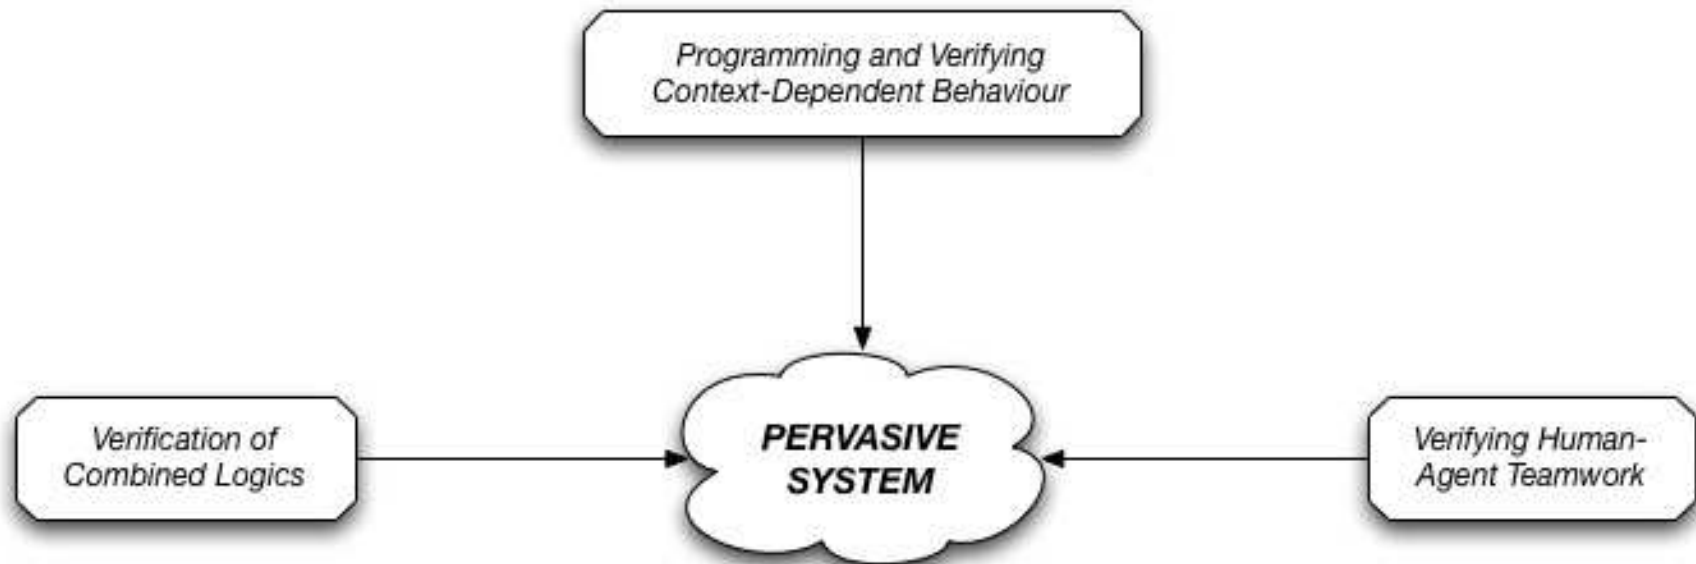 Programming and Verifying
Context-Dependent Behaviour
Verification of
Combined Logics
PERVASIVE
SYSTEM
Verifying Human-
Agent Teamwork